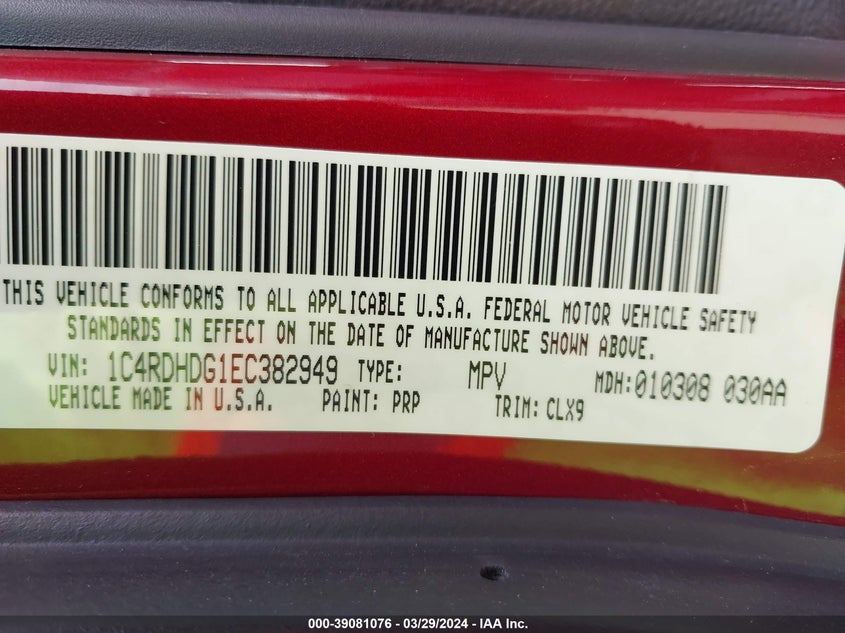 THIS VEHICLE CONFORMS TO ALL APPLICABLE U.S.A. FEDERAL MOTOR VEHICLE SAFETY
STANDARDS IN EFFECT ON THE DATE OF MANUFACTURE SHOWN ABOVE.
VIN: 1C4RDHDG1EC382949 TYPE: MPV MDH:010308 030AA
VEHICLE MADE IN U.S.A. PAINT: PRP TRIM: CLX9
000-39081076 - 03/29/2024 - IAA Inc.